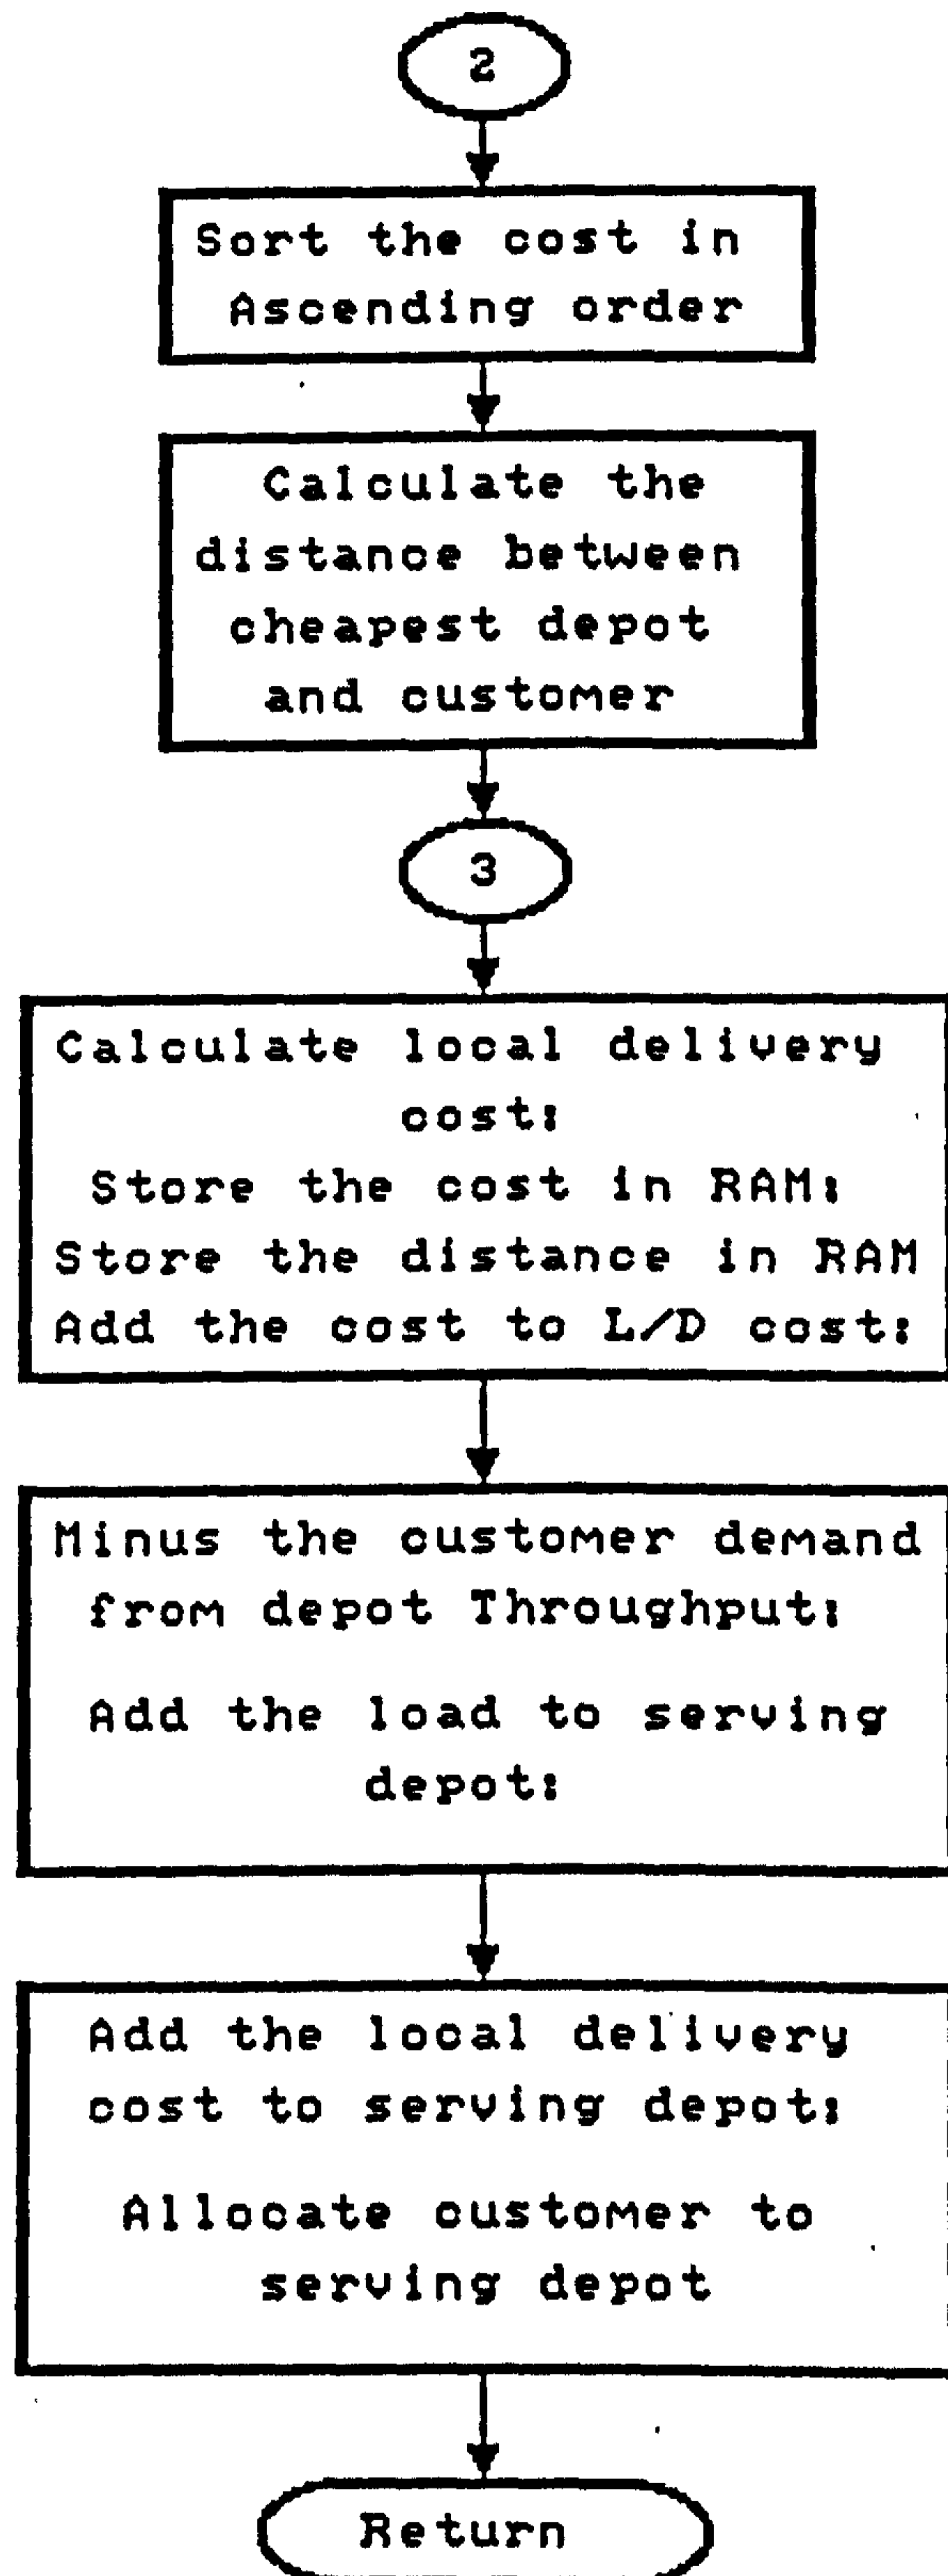 2
Sort the cost in
Ascending order
Calculate the
distance between
cheapest depot
and customer
3
Calculate local delivery
cost:
Store the cost in RAM:
Store the distance in RAM
Add the cost to L/D cost:
Minus the customer demand
from depot Throughput:
Add the load to serving
depot:
Add the local delivery
cost to serving depot:
Allocate customer to
serving depot
Return